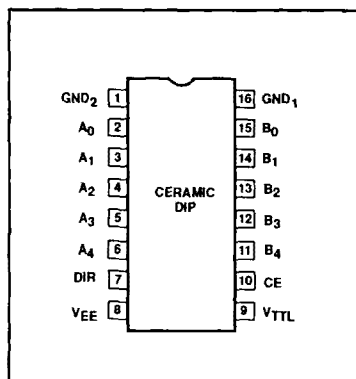 GND2 1 16 GND1
A0 2 15 B0
A1 3 14 B1
A2 4 13 B2
CERAMIC
DIP
A3 5 12 B3
A4 6 11 B4
DIR 7 10 CE
VEE 8 9 VTTL